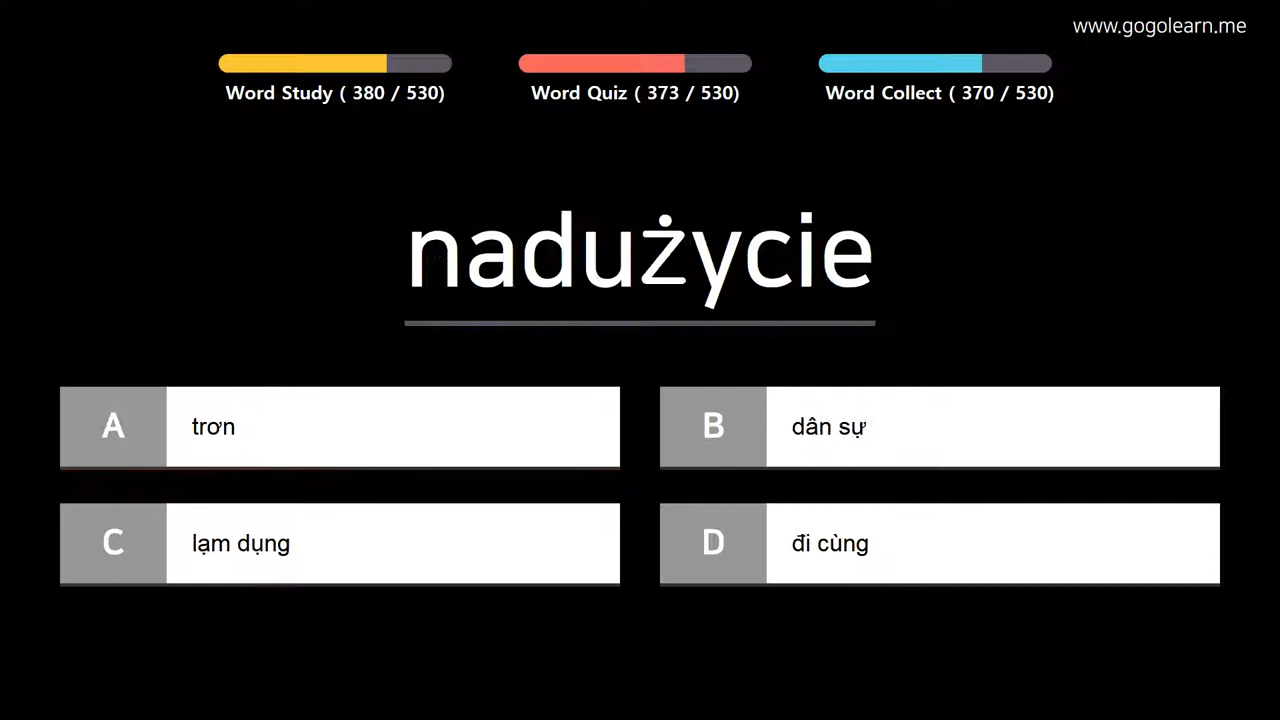 www.gogolearn.me
Word Study ( 380 / 530)
Word Quiz ( 373 / 530)
Word Collect ( 370 / 530)
nadużycie
A trơn
B dân sự
C lạm dụng
D đi cùng